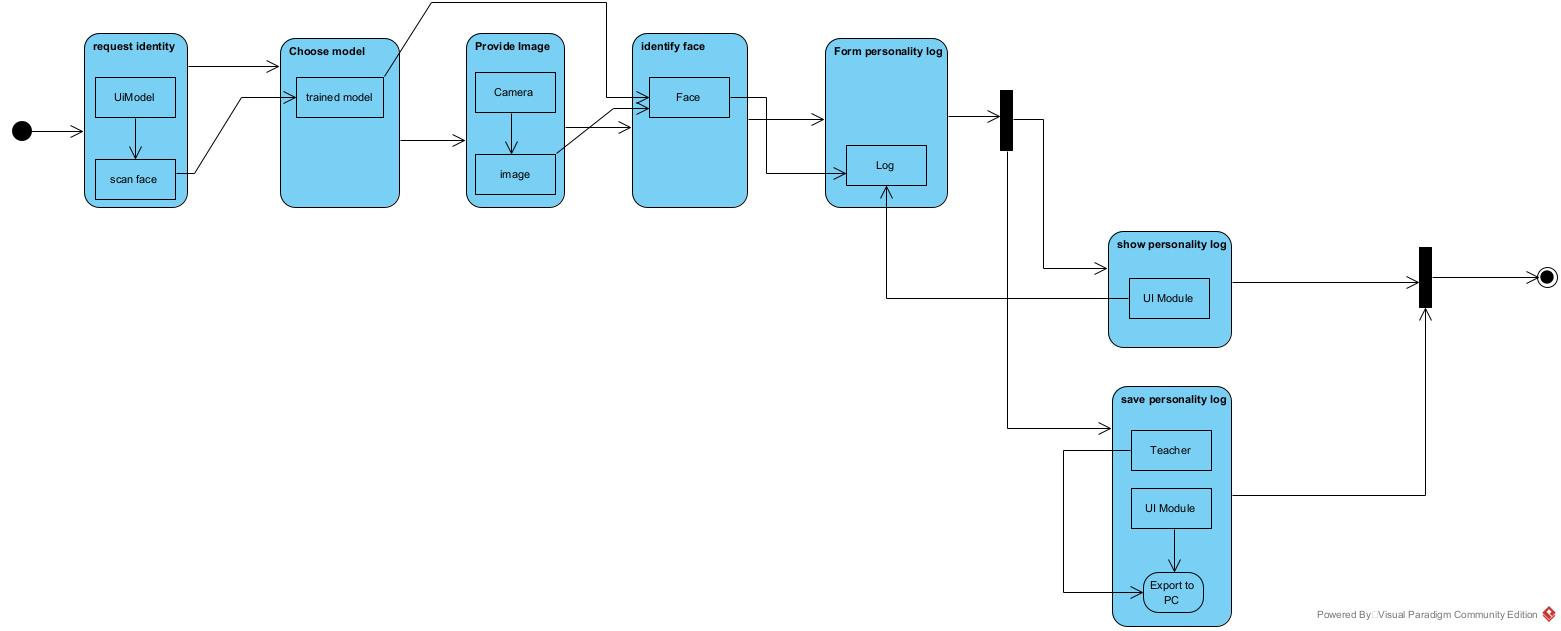 request identity
UiModel
scan face
Choose model
trained model
Provide Image
Camera
image
identify face
Face
Form personality log
Log
show personality log
UI Module
save personality log
Teacher
UI Module
Export to
PC
Powered By Visual Paradigm Community Edition